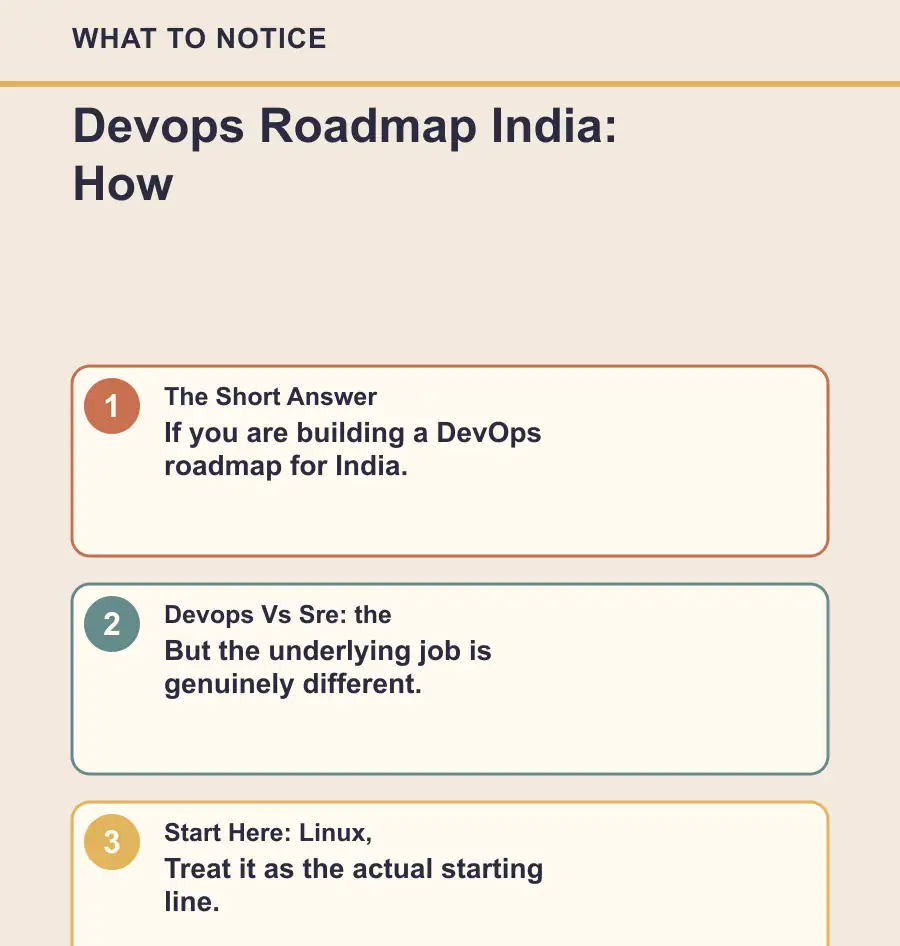 WHAT TO NOTICE
Devops Roadmap India:
How
1
The Short Answer
If you are building a DevOps
roadmap for India.
2
Devops Vs Sre: the
But the underlying job is
genuinely different.
3
Start Here: Linux,
Treat it as the actual starting
line.